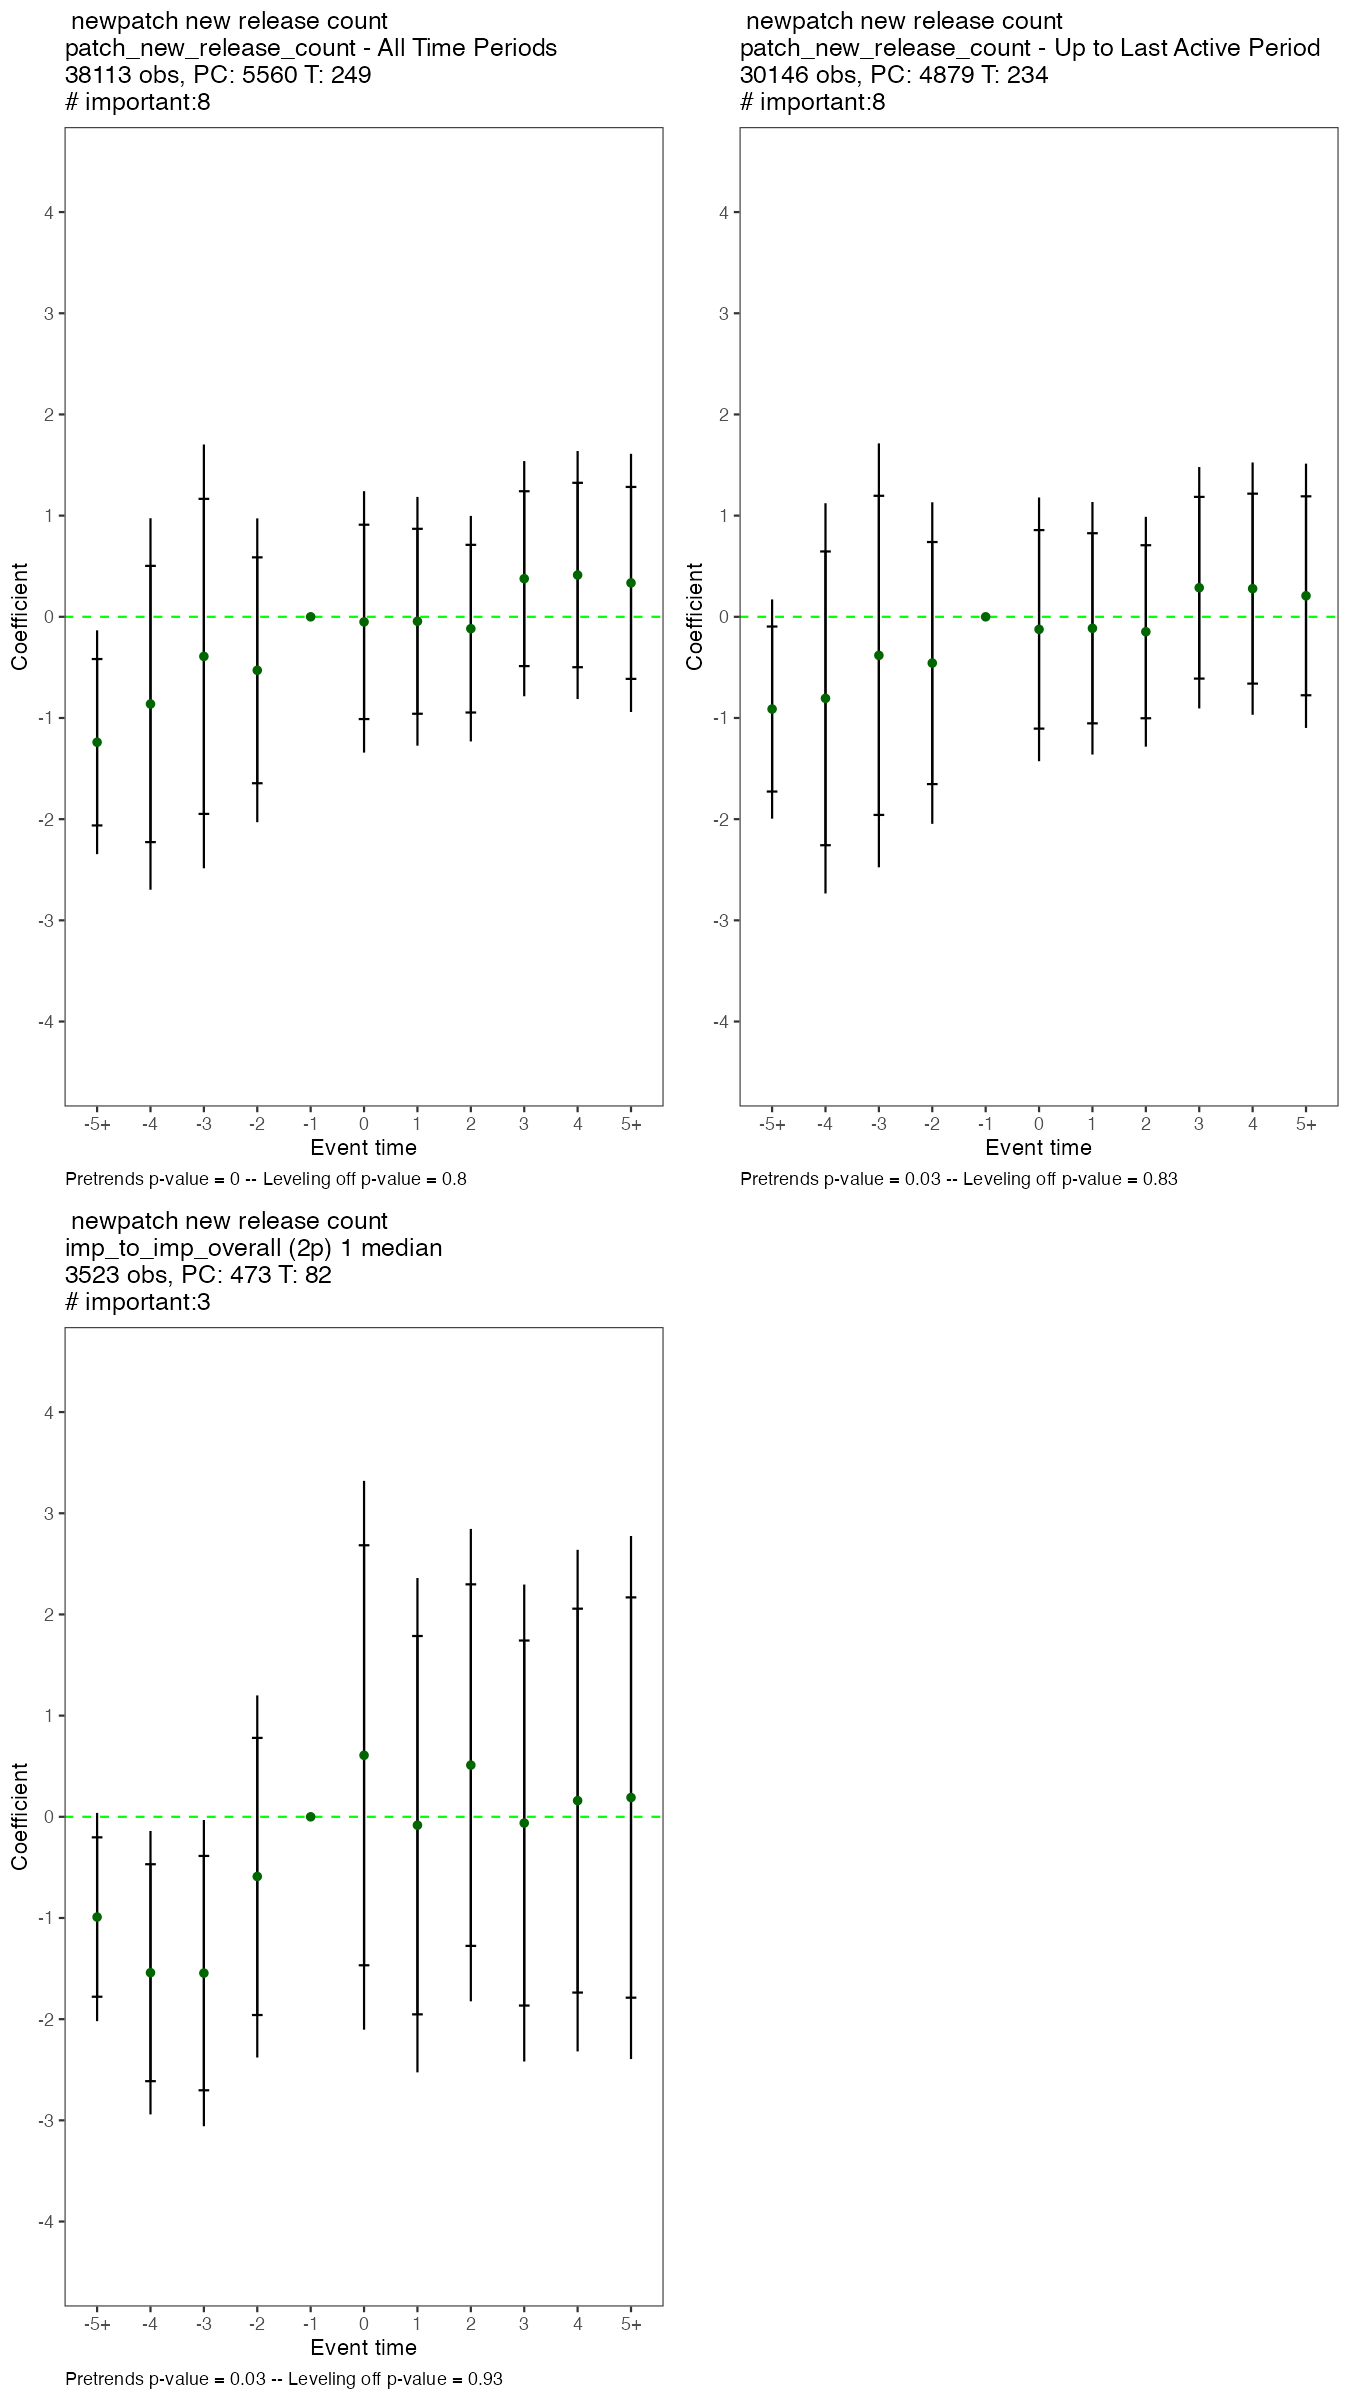 newpatch new release count
patch_new_release_count - All Time Periods
38113 obs, PC: 5560 T: 249
# important:8
4
3
2
1
0
-1
-2
-3
-4
Coefficient
-5+ -4 -3 -2 -1 0 1 2 3 4 5+
Event time
Pretrends p-value = 0 -- Leveling off p-value = 0.8
newpatch new release count
patch_new_release_count - Up to Last Active Period
30146 obs, PC: 4879 T: 234
# important:8
4
3
2
1
0
-1
-2
-3
-4
Coefficient
-5+ -4 -3 -2 -1 0 1 2 3 4 5+
Event time
Pretrends p-value = 0.03 -- Leveling off p-value = 0.83
newpatch new release count
imp_to_imp_overall (2p) 1 median
3523 obs, PC: 473 T: 82
# important:3
4
3
2
1
0
-1
-2
-3
-4
Coefficient
-5+ -4 -3 -2 -1 0 1 2 3 4 5+
Event time
Pretrends p-value = 0.03 -- Leveling off p-value = 0.93